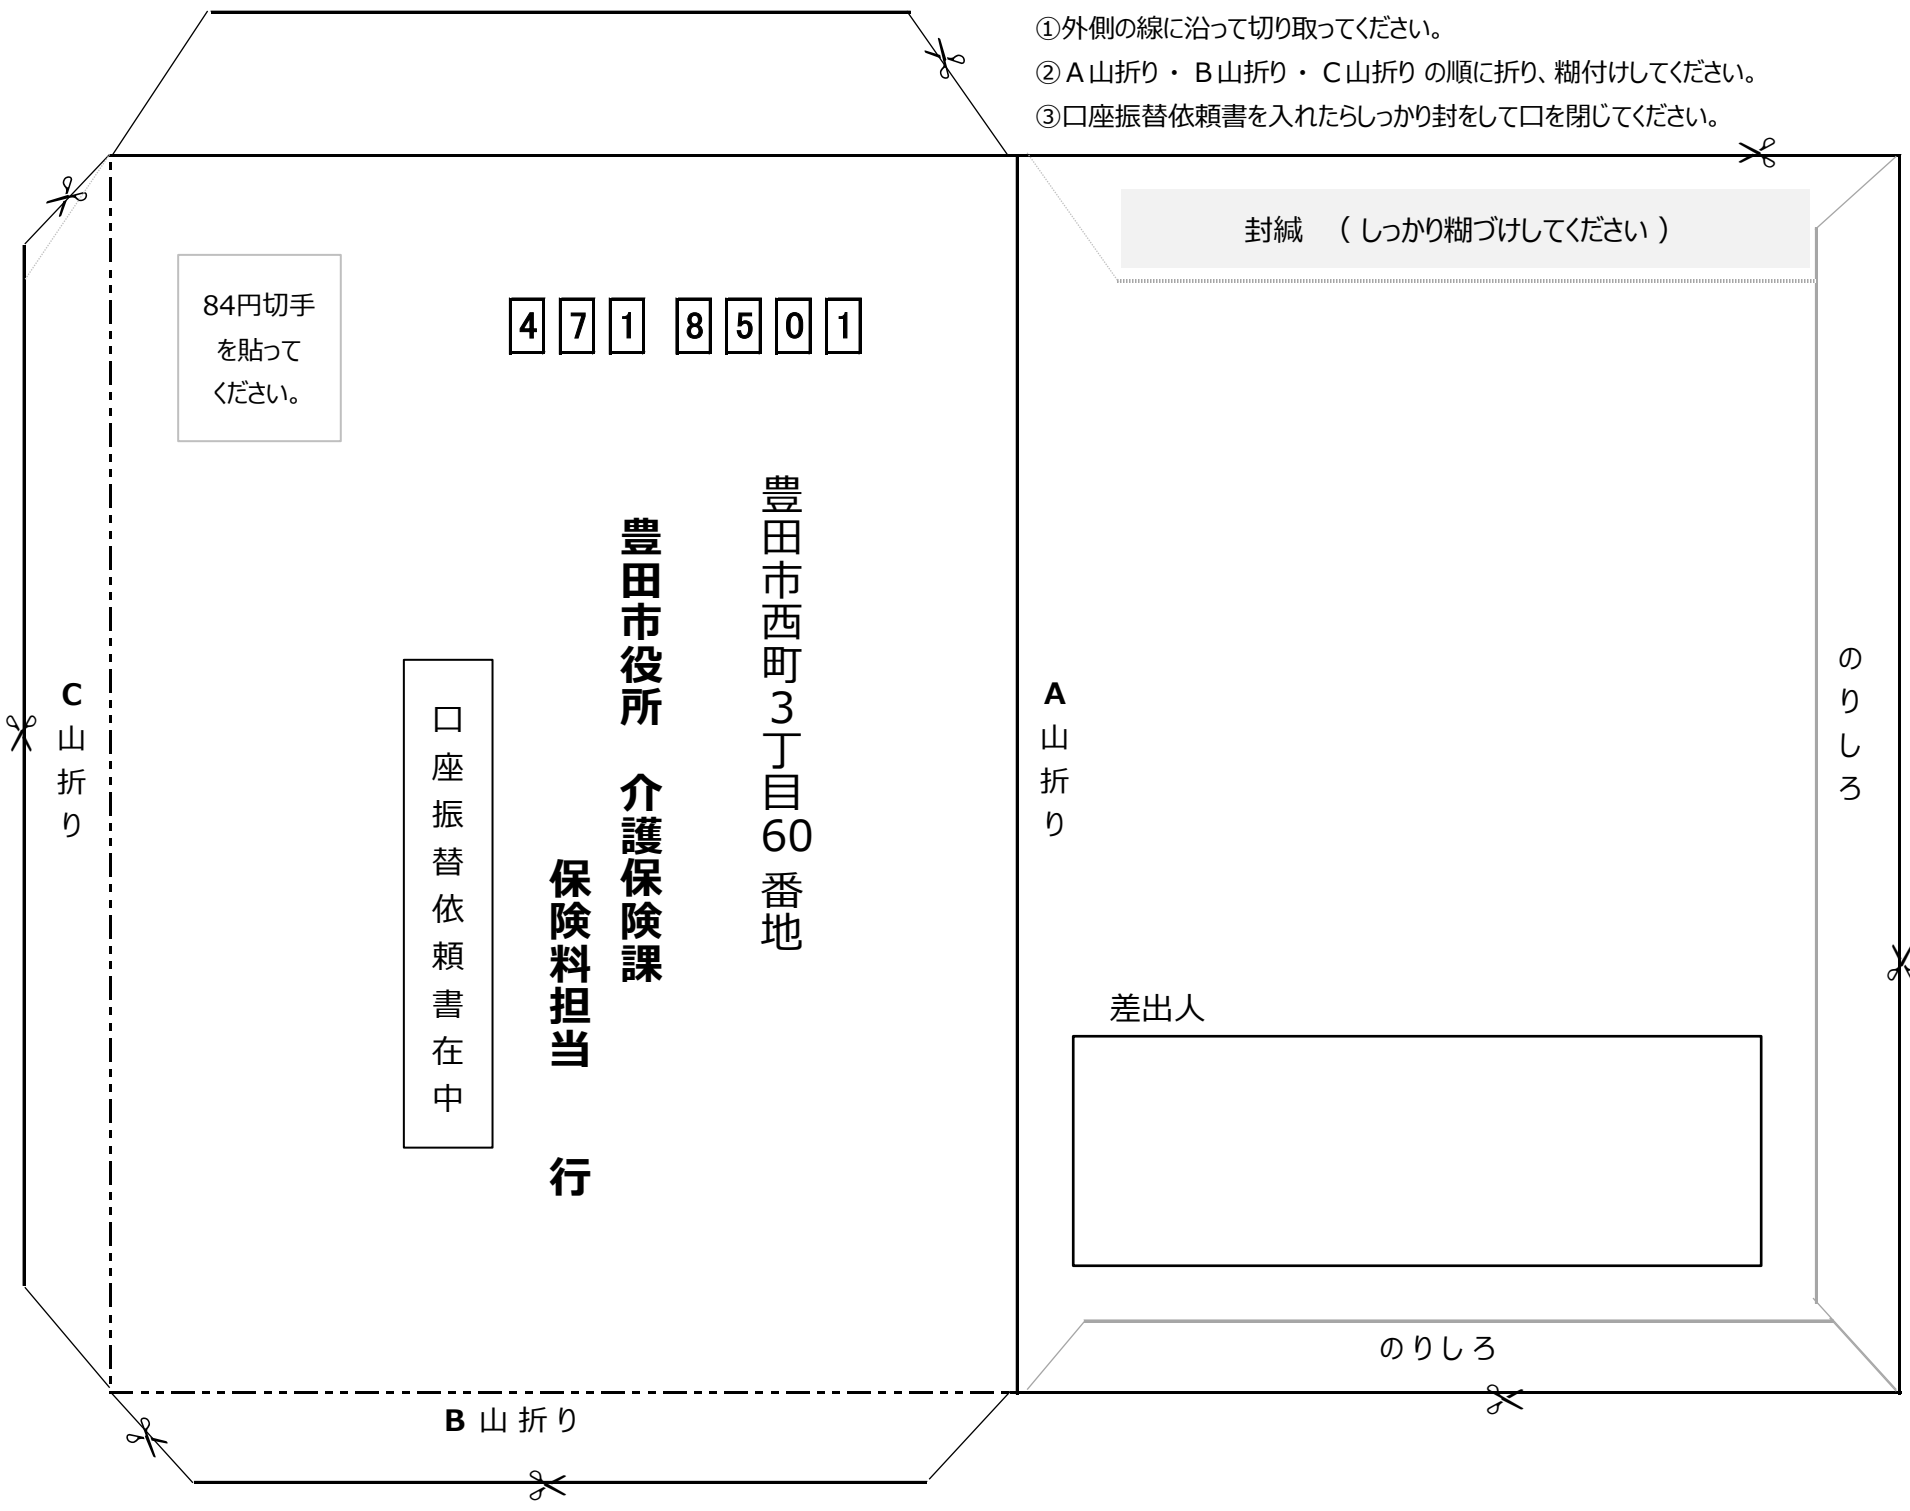 ①外側の線に沿って切り取ってください。
②A山折り・B山折り・C山折り の順に折り、糊付けしてください。
③口座振替依頼書を入れたらしっかり封をして口を閉じてください。
封緘 （ しっかり糊づけしてください ）
84円切手
を貼って
ください。
471 8501
豊田市西町3丁目60番地
豊田市役所 介護保険課
保険料担当 行
口座振替依頼書在中
C山折り
A山折り
のりしろ
差出人
のりしろ
B山折り